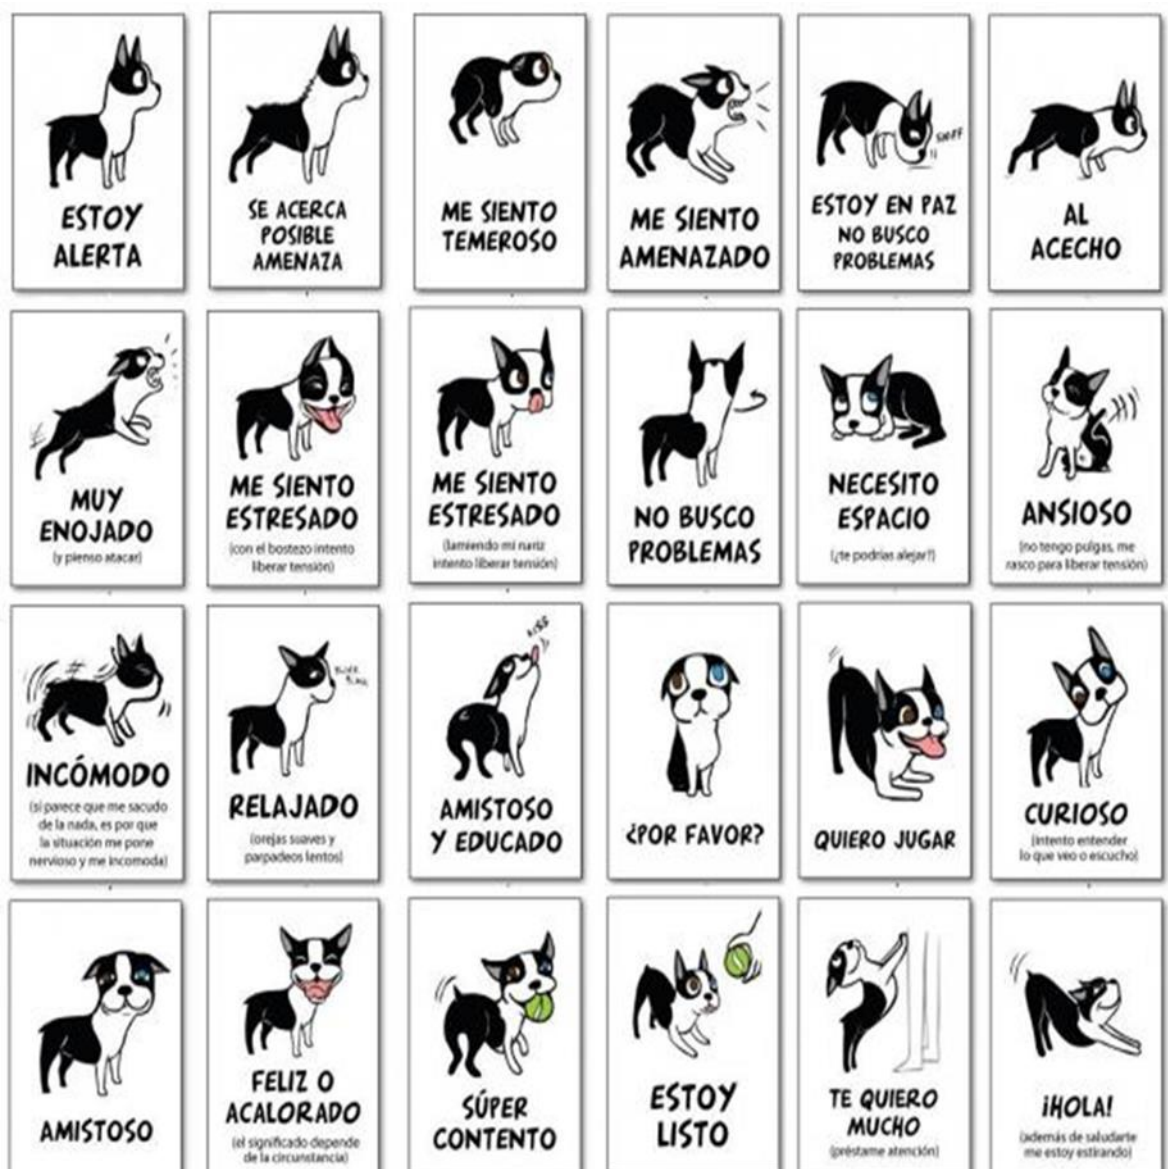 ESTOY
ALERTA
SE ACERCA
POSIBLE
AMENAZA
ME SIENTO
TEMEROSO
ME SIENTO
AMENAZADO
SNIFF
ESTOY EN PAZ
NO BUSCO
PROBLEMAS
AL
ACECHO
MUY
ENOJADO
(y pienso atacar)
ME SIENTO
ESTRESADO
(con el bostezo intento
liberar tensión)
ME SIENTO
ESTRESADO
(lamiendo mi nariz
intento liberar tensión)
NO BUSCO
PROBLEMAS
NECESITO
ESPACIO
(¿te podrías alejar?)
ANSIOSO
(no tengo pulgas, me
rasco para liberar tensión)
INCÓMODO
(si parece que me sacudo
de la nada, es por que
la situación me pone
nervioso y me incomoda)
RELAJADO
(orejas suaves y
parpadeos lentos)
AMISTOSO
Y EDUCADO
¿POR FAVOR?
QUIERO JUGAR
CURIOSO
(intento entender
lo que veo o escucho)
AMISTOSO
FELIZ O
ACALORADO
(el significado depende
de la circunstancia)
SÚPER
CONTENTO
ESTOY
LISTO
TE QUIERO
MUCHO
(préstame atención)
¡HOLA!
(además de saludarte
me estoy estirando)